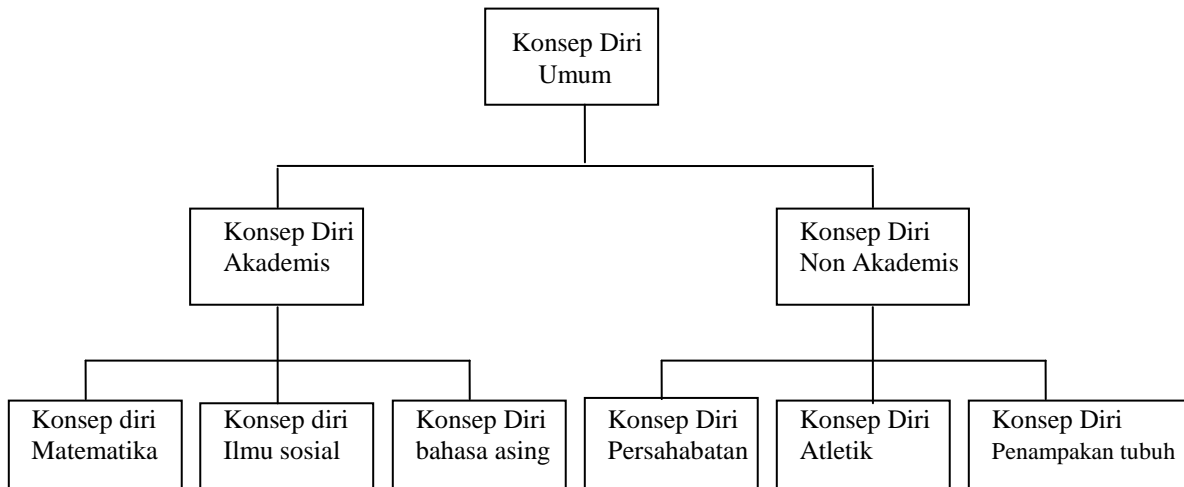 Konsep Diri
Umum
Konsep Diri
Akademis
Konsep Diri
Non Akademis
Konsep diri
Matematika
Konsep diri
Ilmu sosial
Konsep Diri
bahasa asing
Konsep Diri
Persahabatan
Konsep Diri
Atletik
Konsep Diri
Penampakan tubuh